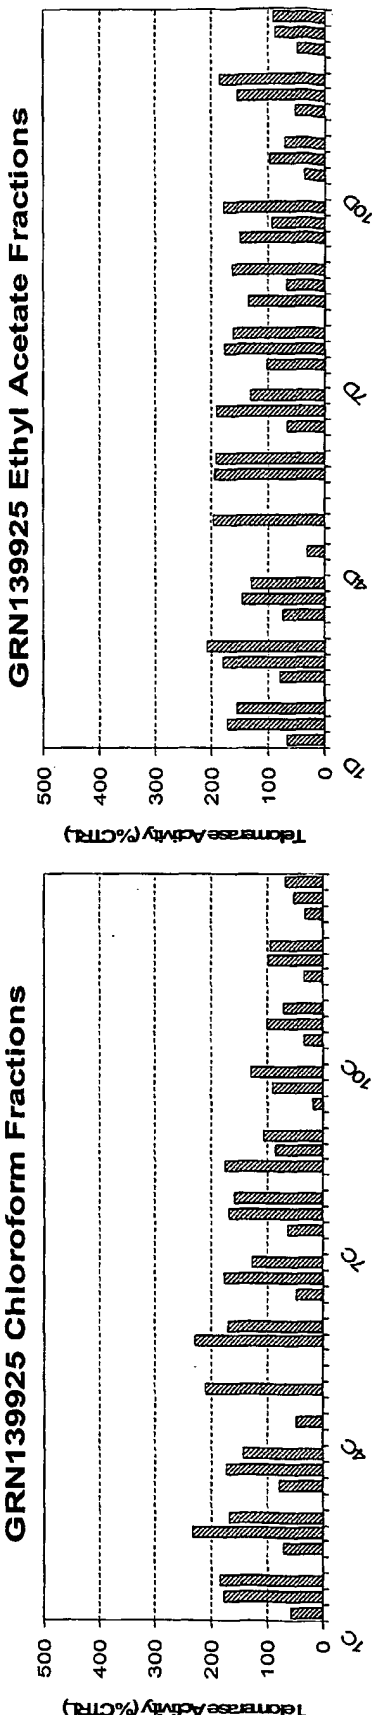 GRN139925 Chloroform Fractions
Telomerase Activity (%CTRL)
500
400
300
200
100
0
1C
4C
7C
10C
GRN139925 Ethyl Acetate Fractions
Telomerase Activity (%CTRL)
500
400
300
200
100
0
1D
4D
7D
10D